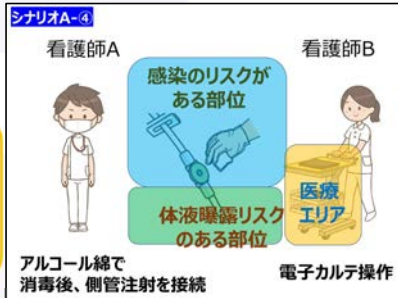 シナリオA-④
看護師A
看護師B
感染のリスクが
ある部位
医療
エリア
体液曝露リスク
のある部位
アルコール綿で
消毒後、側管注射を接続
電子カルテ操作